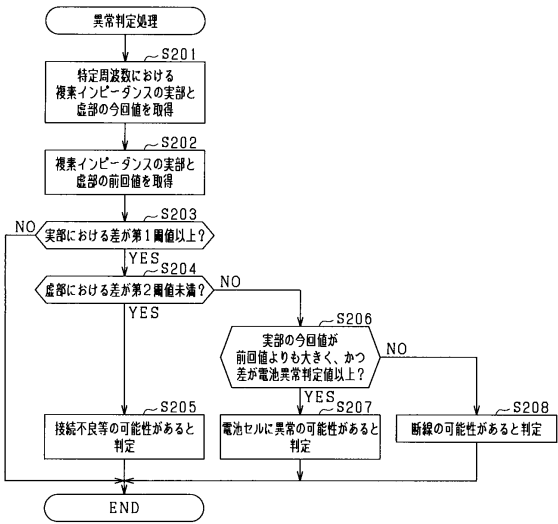 異常判定処理
S201
特定周波数における
複素インピーダンスの実部と
虚部の今回値を取得
S202
複素インピーダンスの実部と
虚部の前回値を取得
S203
NO
実部における差が第1閾値以上?
YES
S204
虚部における差が第2閾値未満?
NO
YES
S206
実部の今回値が
前回値よりも大きく、かつ
差が電池異常判定値以上?
NO
YES
S205
接続不良等の可能性があると
判定
S207
電池セルに異常の可能性があると
判定
S208
断線の可能性があると判定
END